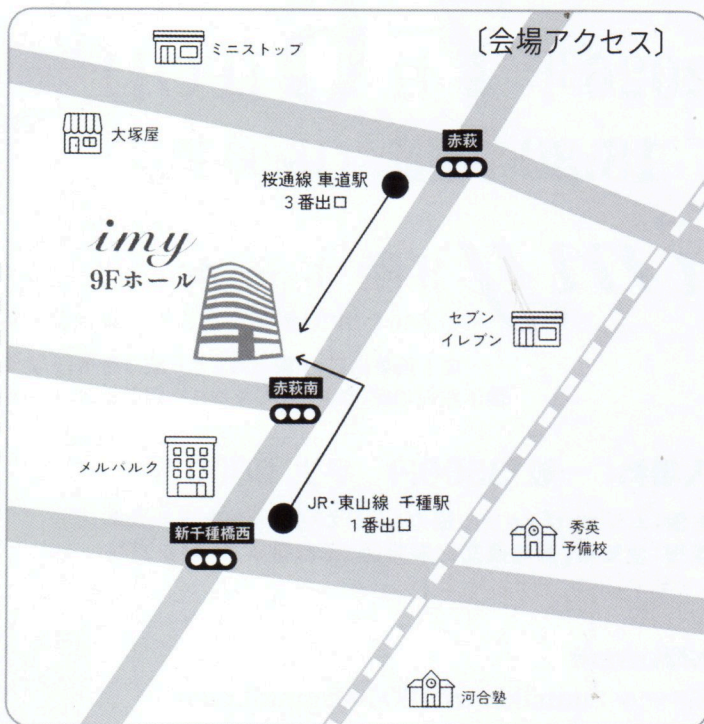 〔会場アクセス〕
ミニストップ
大塚屋
赤萩
桜通線 車道駅
3番出口
imy
9Fホール
セブン
イレブン
赤萩南
メルパルク
JR・東山線 千種駅
1番出口
新千種橋西
秀英
予備校
河合塾